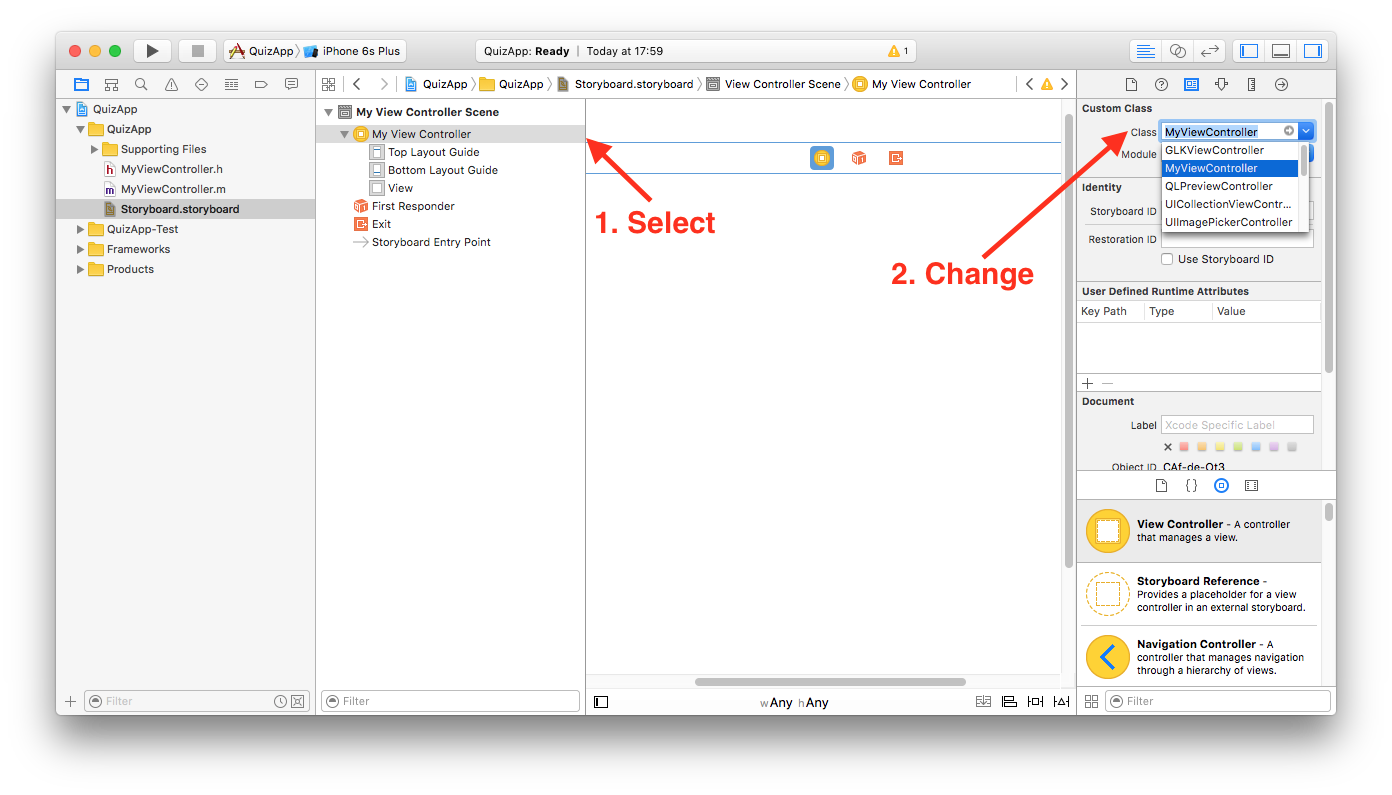 QuizApp
iPhone 6s Plus
QuizApp: Ready | Today at 17:59
1
QuizApp
QuizApp
Storyboard.storyboard
View Controller Scene
My View Controller
QuizApp
QuizApp
Supporting Files
h MyViewController.h
m MyViewController.m
Storyboard.storyboard
QuizApp-Test
Frameworks
Products
Filter
My View Controller Scene
My View Controller
Top Layout Guide
Bottom Layout Guide
View
First Responder
Exit
Storyboard Entry Point
Filter
1. Select
2. Change
wAny hAny
Custom Class
Class MyViewController
Module
GLKViewController
MyViewController
QLPreviewController
UICollectionViewContr...
UIImagePickerController
Identity
Storyboard ID
Restoration ID
Use Storyboard ID
User Defined Runtime Attributes
Key Path Type Value
Document
Label Xcode Specific Label
Object ID CAf-de-Qt3
{}
View Controller - A controller
that manages a view.
Storyboard Reference -
Provides a placeholder for a view
controller in an external storyboard.
Navigation Controller - A
controller that manages navigation
through a hierarchy of views.
Filter